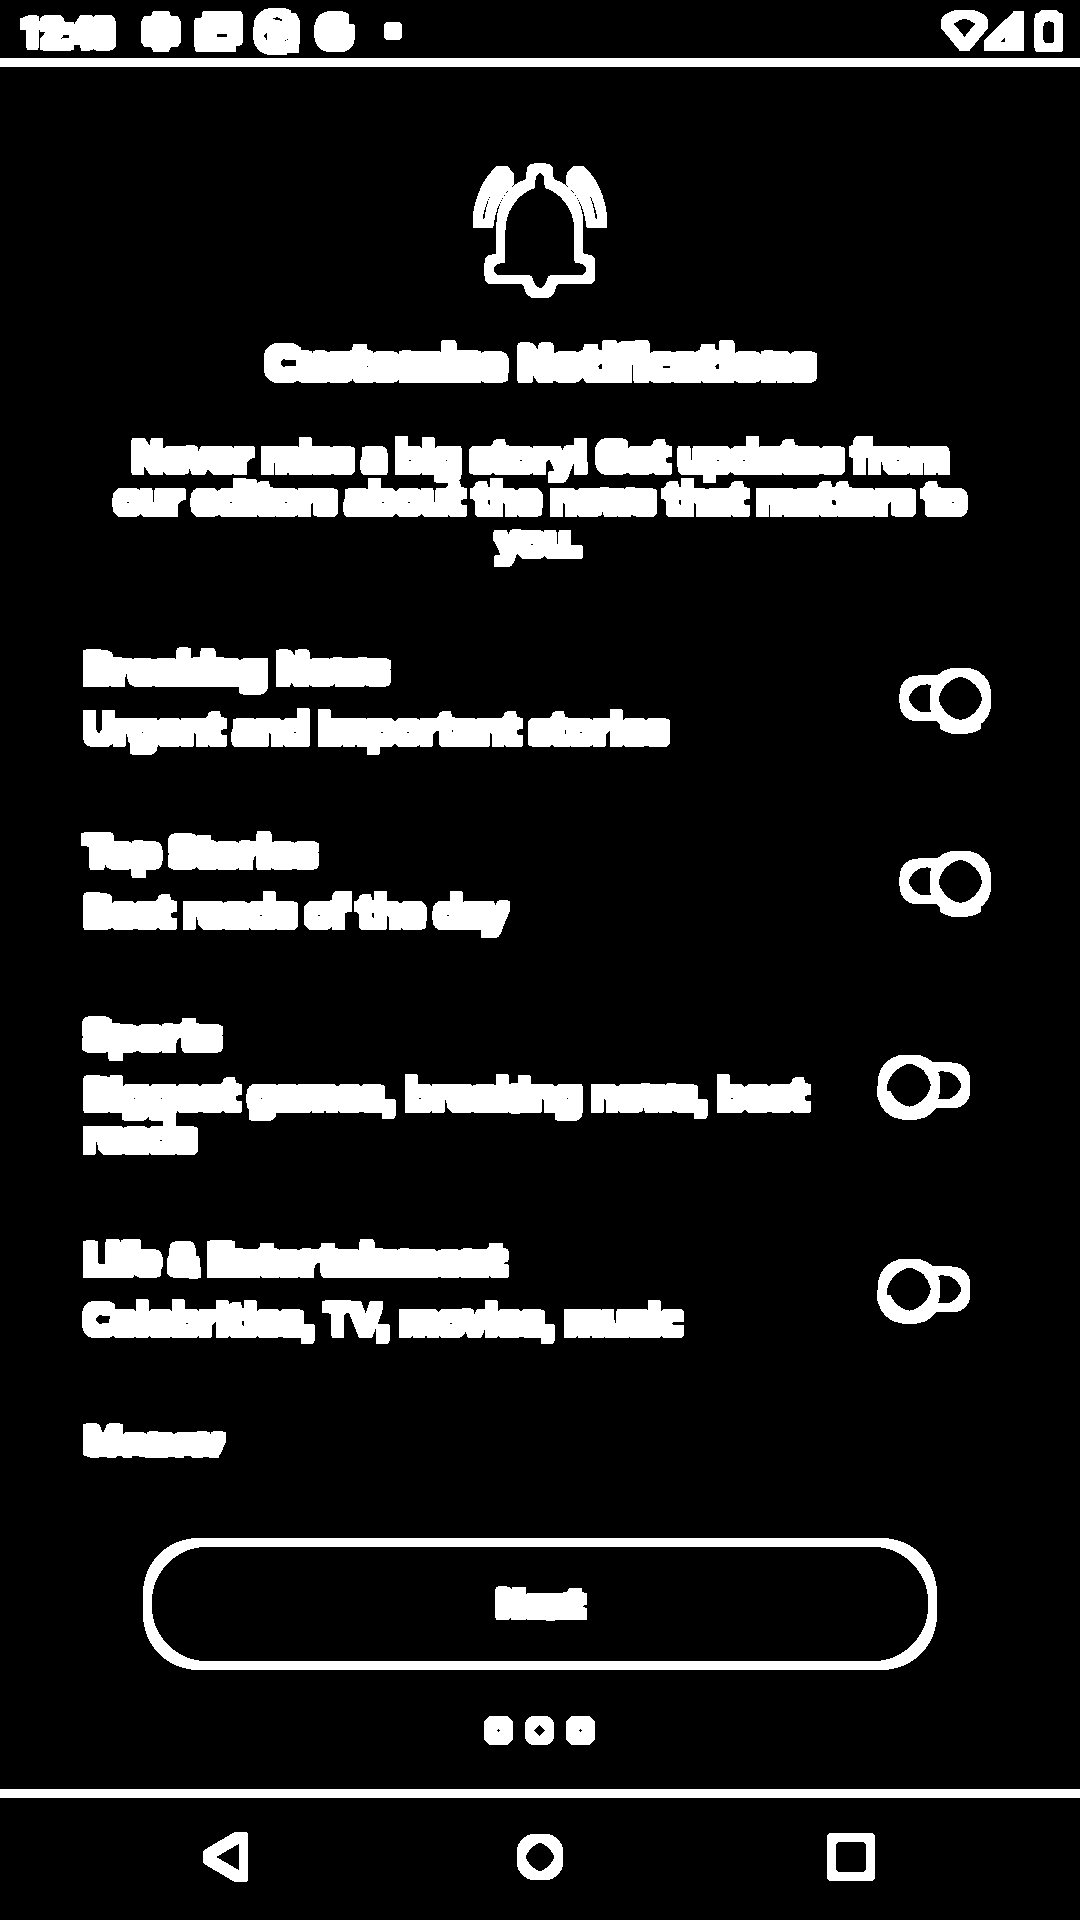 12:48
Customize Notifications
Never miss a big story! Get updates from
our editors about the news that matters to
you.
Breaking News
Urgent and important stories
Top Stories
Best reads of the day
Sports
Biggest games, breaking news, best
reads
Life & Entertainment
Celebrities, TV, movies, music
Money
Next